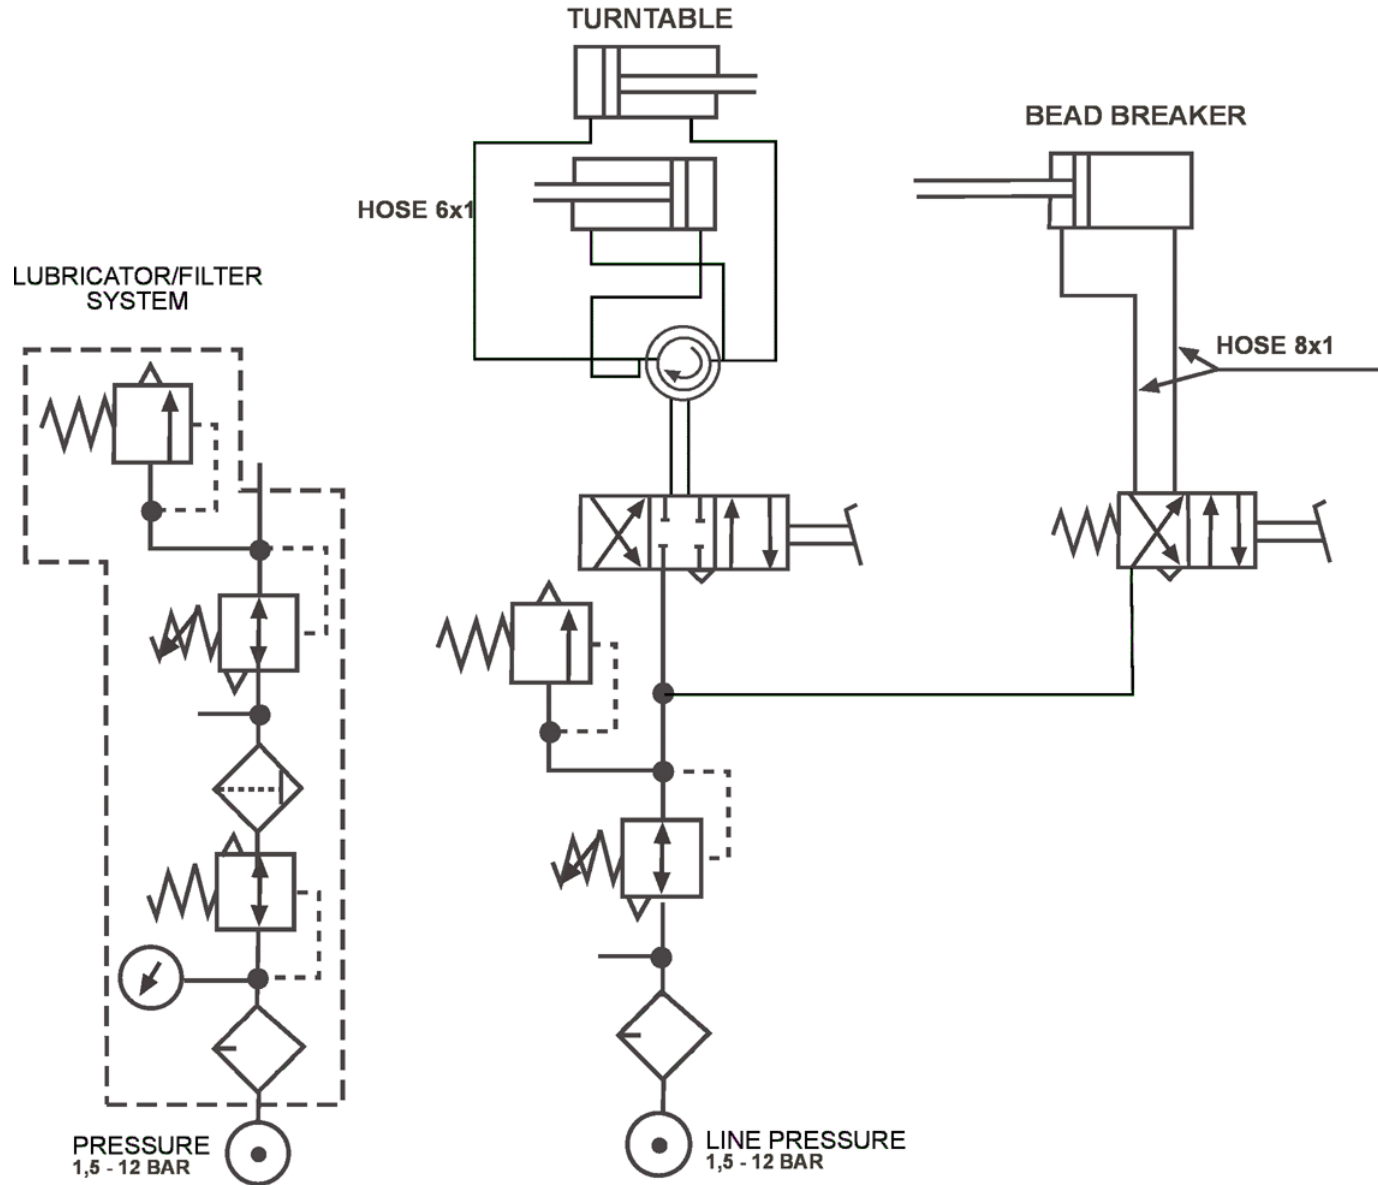 TURNTABLE
BEAD BREAKER
HOSE 6x1
LUBRICATOR/FILTER
SYSTEM
HOSE 8x1
PRESSURE
1,5 - 12 BAR
LINE PRESSURE
1,5 - 12 BAR